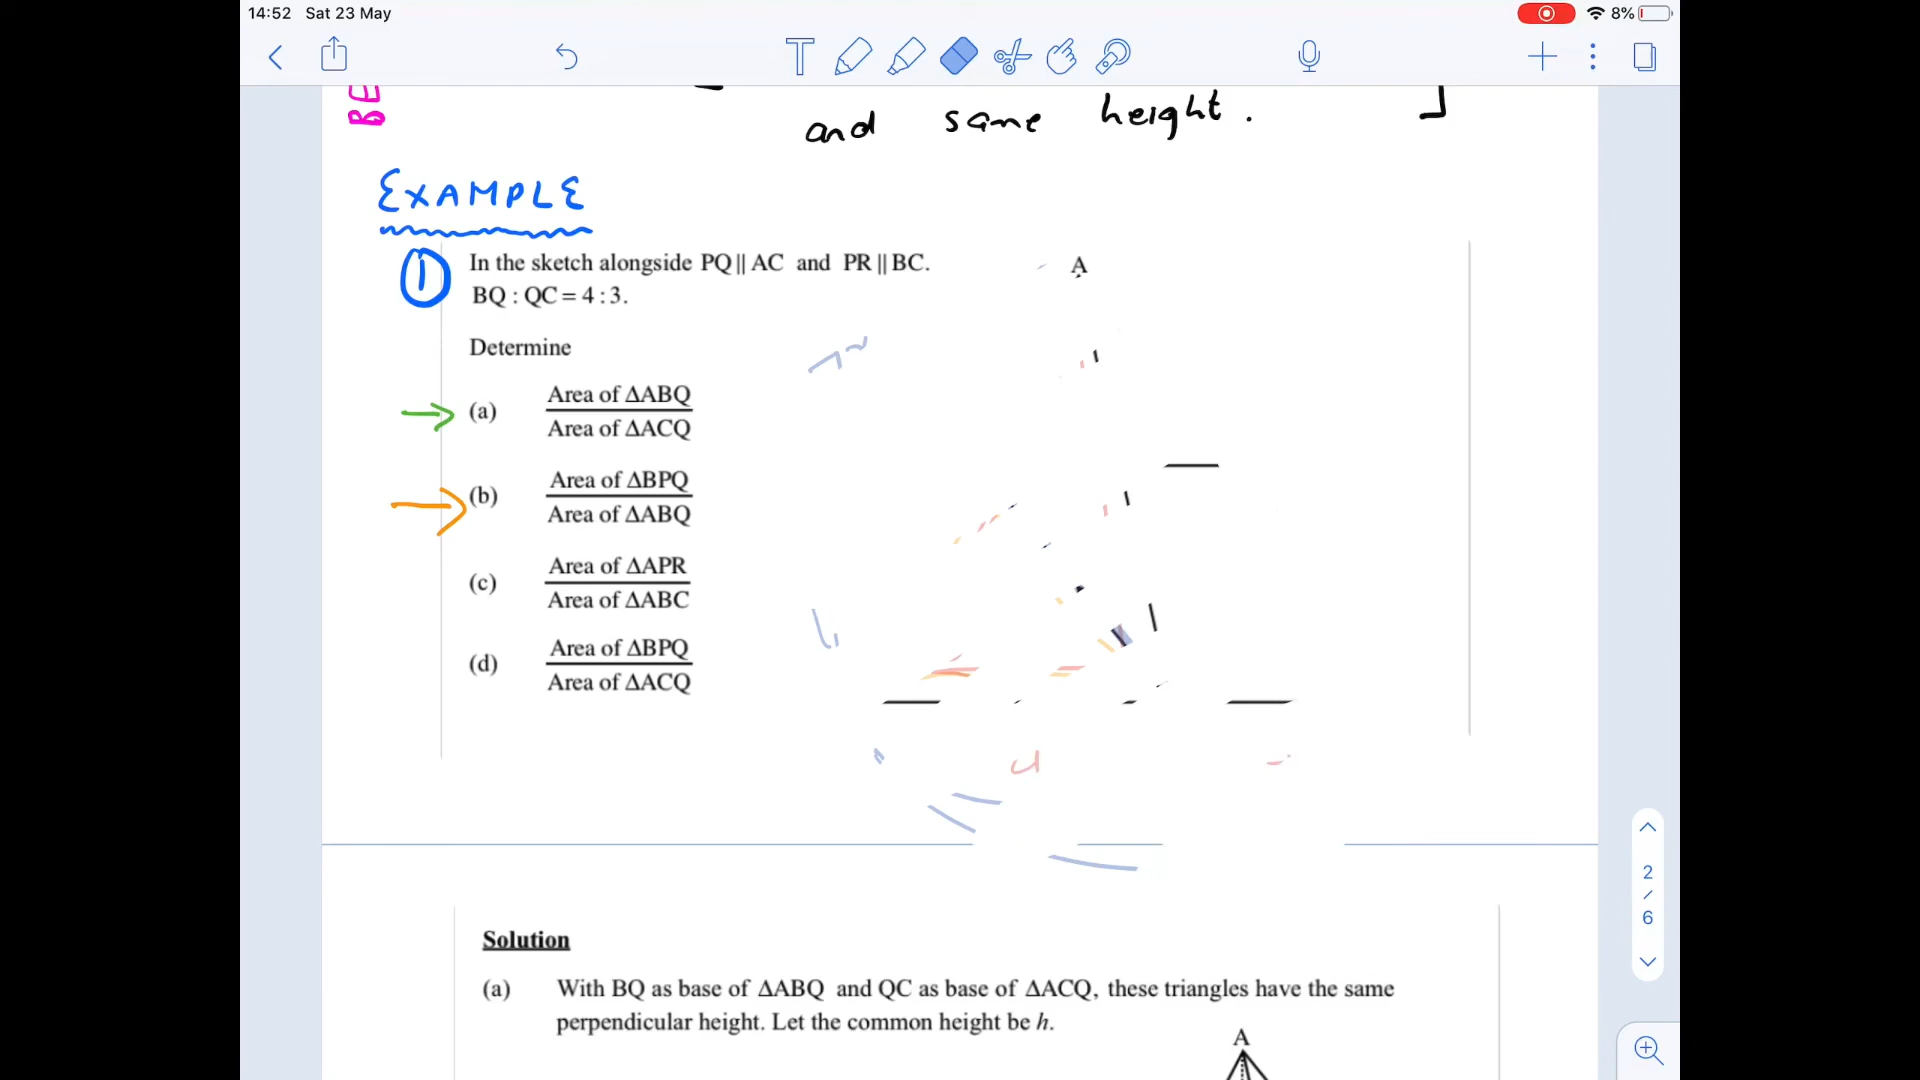 14:52 Sat 23 May
8%
and same height.
EXAMPLE
1 In the sketch alongside PQ || AC and PR || BC.
BQ : QC = 4 : 3.
A
Determine
(a) Area of ΔABQ
Area of ΔACQ
(b) Area of ΔBPQ
Area of ΔABQ
(c) Area of ΔAPR
Area of ΔABC
(d) Area of ΔBPQ
Area of ΔACQ
2
/
6
Solution
(a) With BQ as base of ΔABQ and QC as base of ΔACQ, these triangles have the same
perpendicular height. Let the common height be h.
A